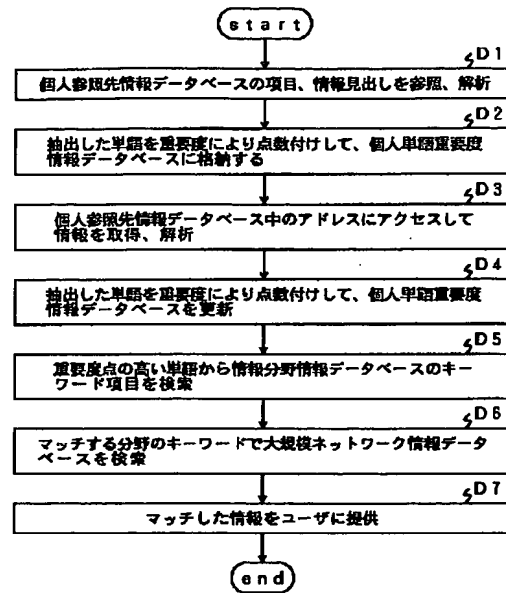 start
D1
個人参照先情報データベースの項目、情報見出しを参照、解析
D2
抽出した単語を重要度により点数付けして、個人単語重要度
情報データベースに格納する
D3
個人参照先情報データベース中のアドレスにアクセスして
情報を取得、解析
D4
抽出した単語を重要度により点数付けして、個人単語重要度
情報データベースを更新
D5
重要度点の高い単語から情報分野情報データベースのキー
ワード項目を検索
D6
マッチする分野のキーワードで大規模ネットワーク情報データ
ベースを検索
D7
マッチした情報をユーザに提供
end